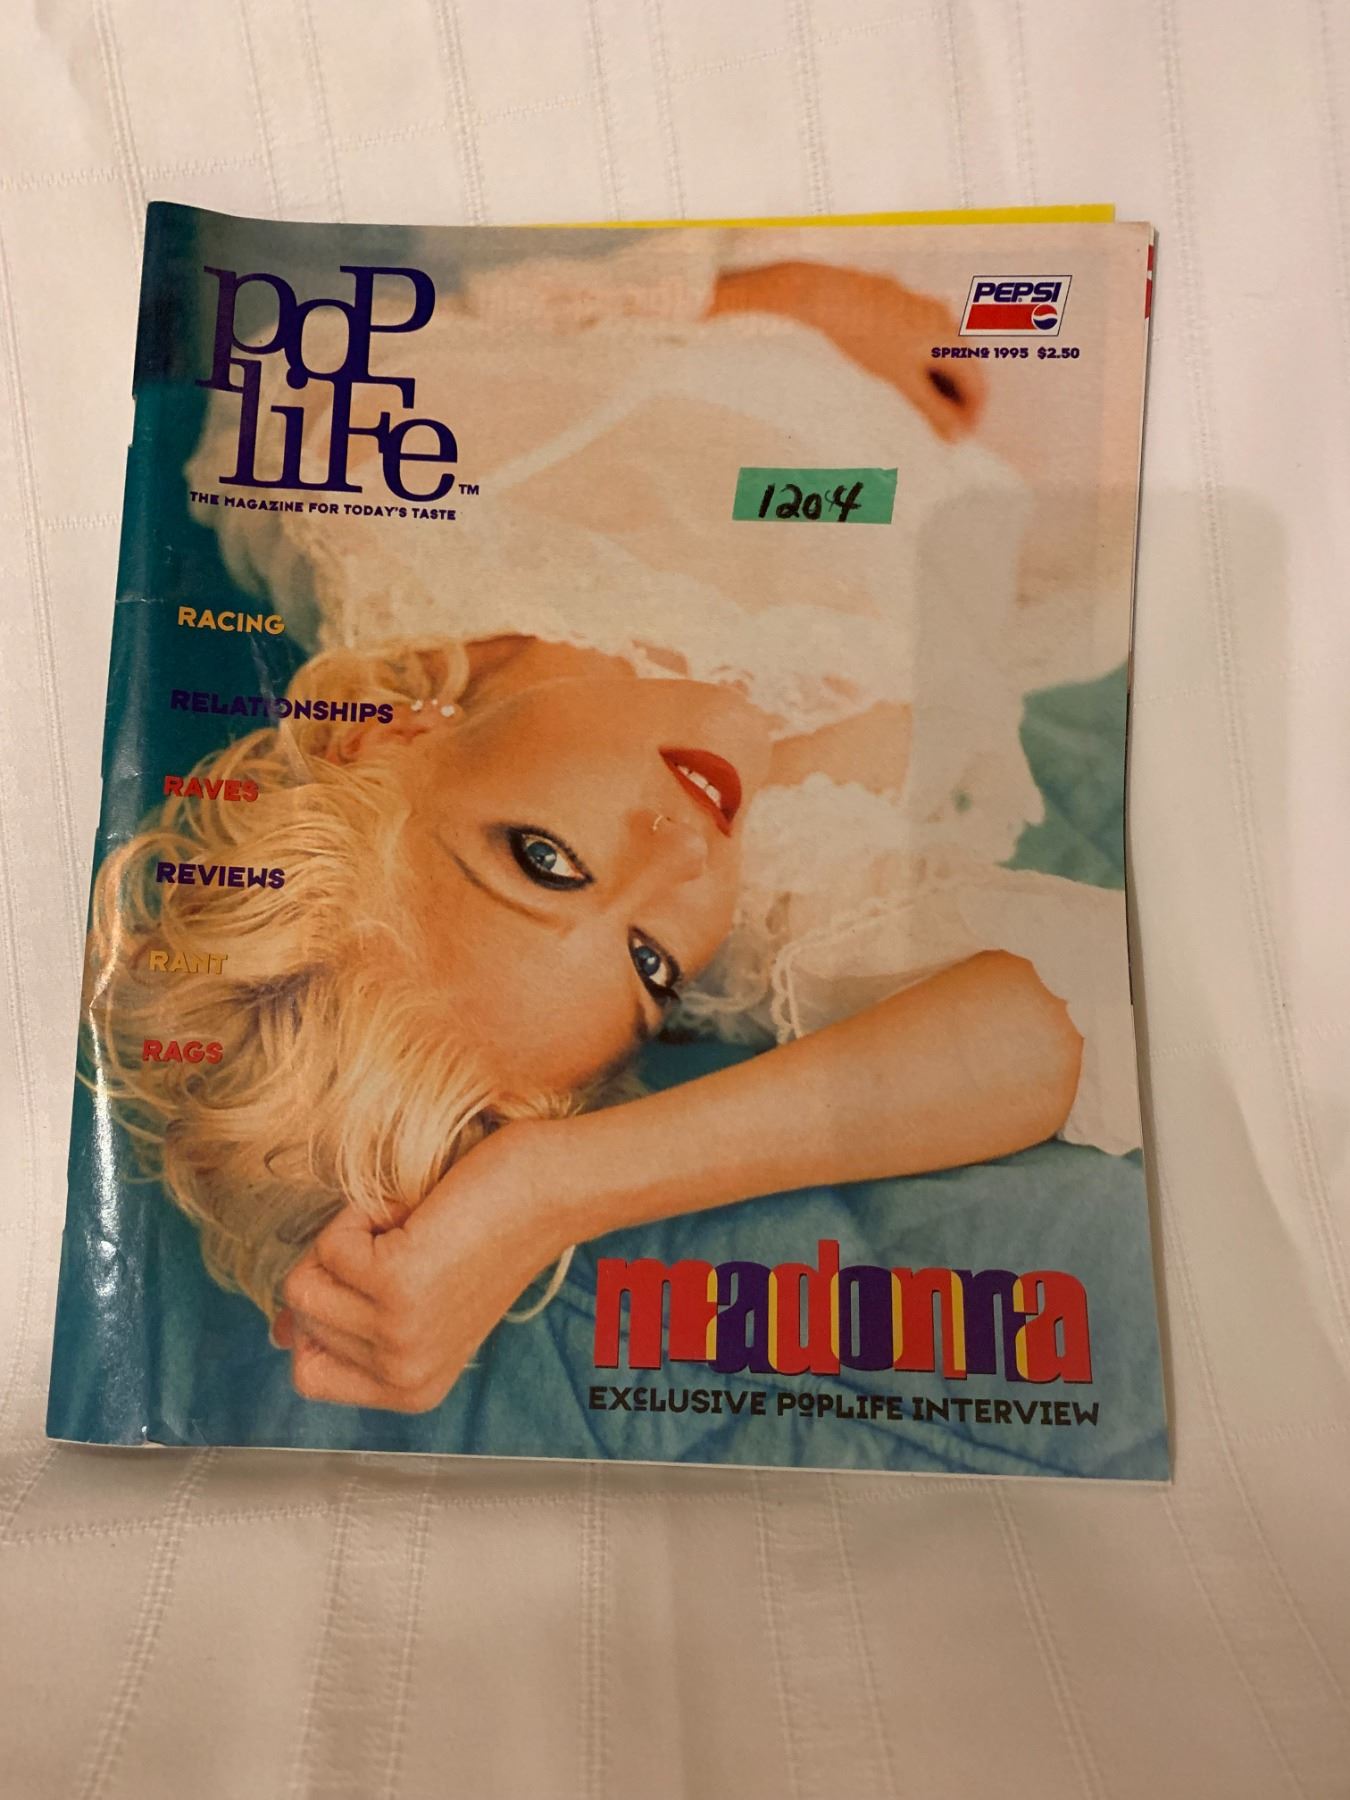 PoP
liFe™
THE MAGAZINE FOR TODAY'S TASTE
PEPSI
SPRING 1995 $2.50
1204
RACING
RELATIONSHIPS
RAVES
REVIEWS
RANT
RAGS
madonna
EXCLUSIVE POPLIFE INTERVIEW